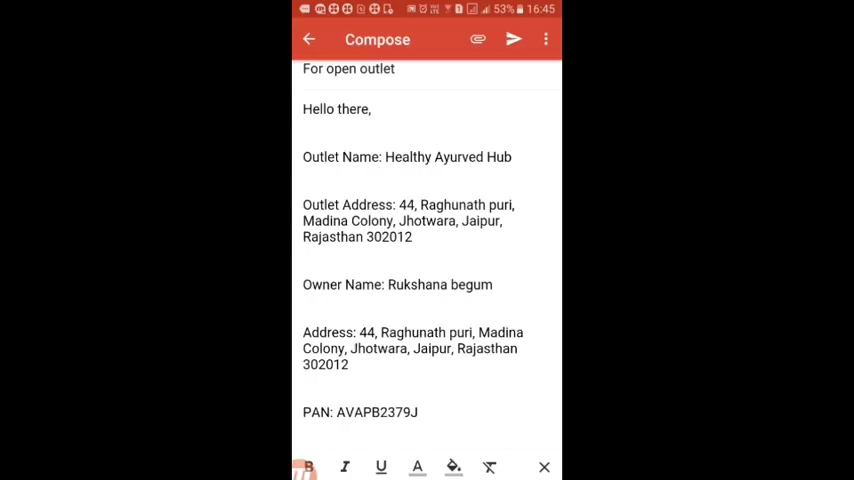 53% 16:45
Compose
For open outlet
Hello there,
Outlet Name: Healthy Ayurved Hub
Outlet Address: 44, Raghunath puri,
Madina Colony, Jhotwara, Jaipur,
Rajasthan 302012
Owner Name: Rukshana begum
Address: 44, Raghunath puri, Madina
Colony, Jhotwara, Jaipur, Rajasthan
302012
PAN: AVAPB2379J
B I U A